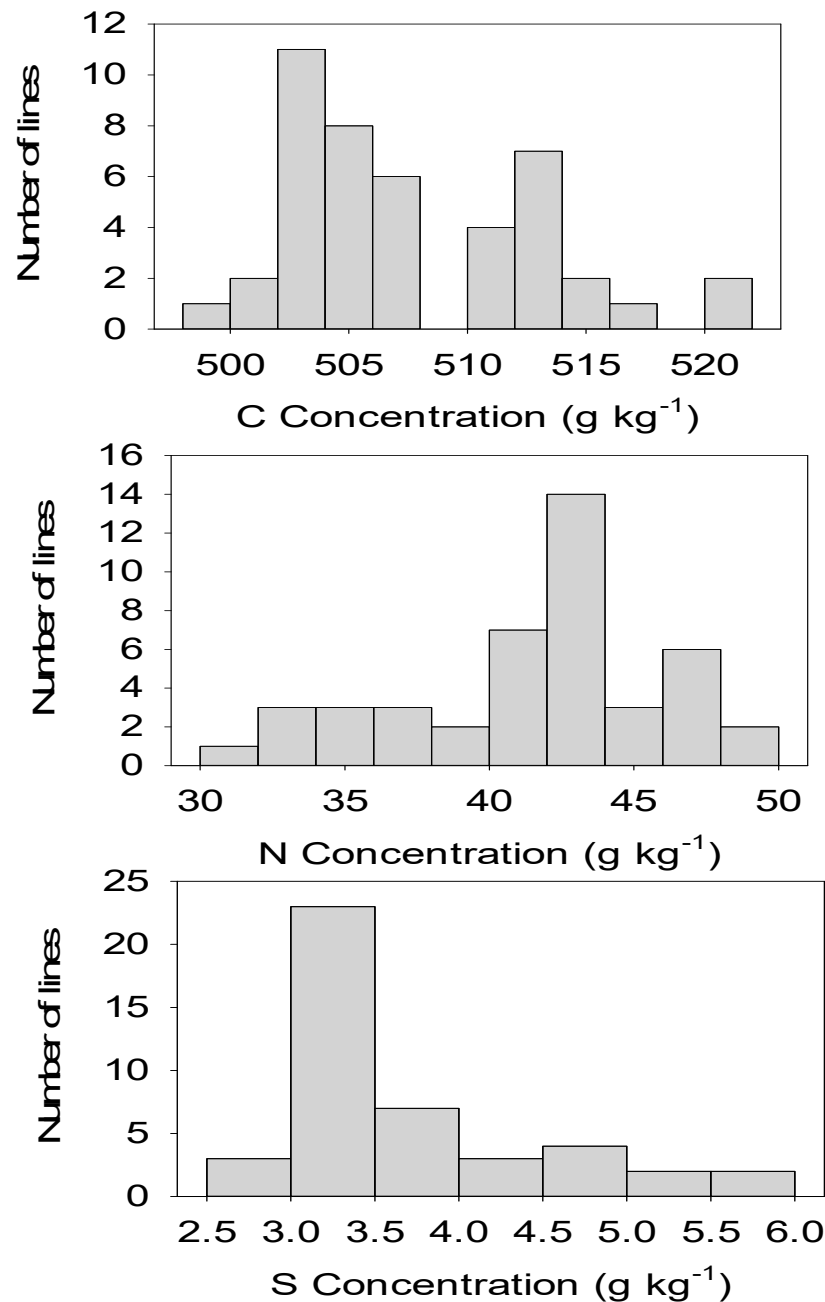 12
10
8
6
4
2
0
Number of lines
500 505 510 515 520
C Concentration (g kg-1)
16
14
12
10
8
6
4
2
0
Number of lines
30 35 40 45 50
N Concentration (g kg-1)
25
20
15
10
5
0
Number of lines
2.5 3.0 3.5 4.0 4.5 5.0 5.5 6.0
S Concentration (g kg-1)